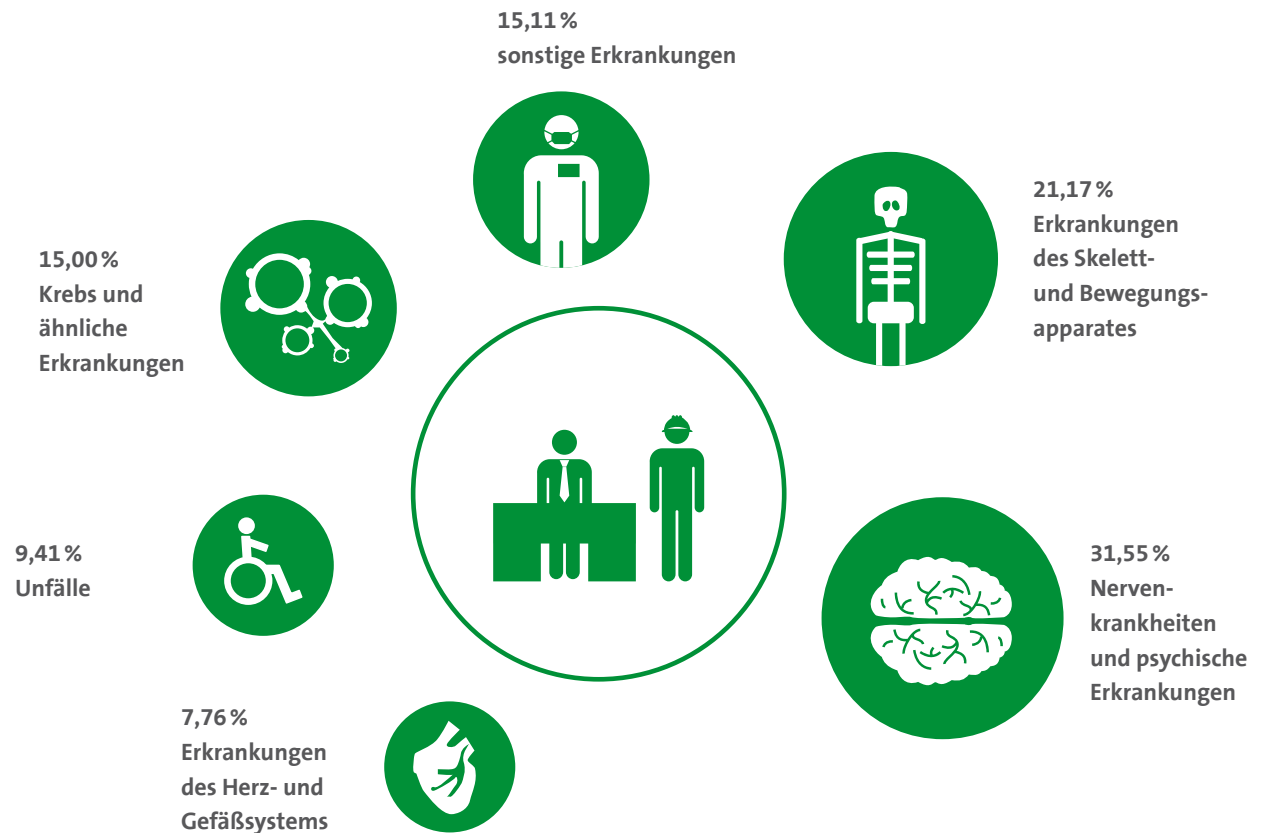 15,11 %
sonstige Erkrankungen
21,17 %
Erkrankungen
des Skelett-
und Bewegungs-
apparates
15,00 %
Krebs und
ähnliche
Erkrankungen
9,41 %
Unfälle
31,55 %
Nerven-
krankheiten
und psychische
Erkrankungen
7,76 %
Erkrankungen
des Herz- und
Gefäßsystems